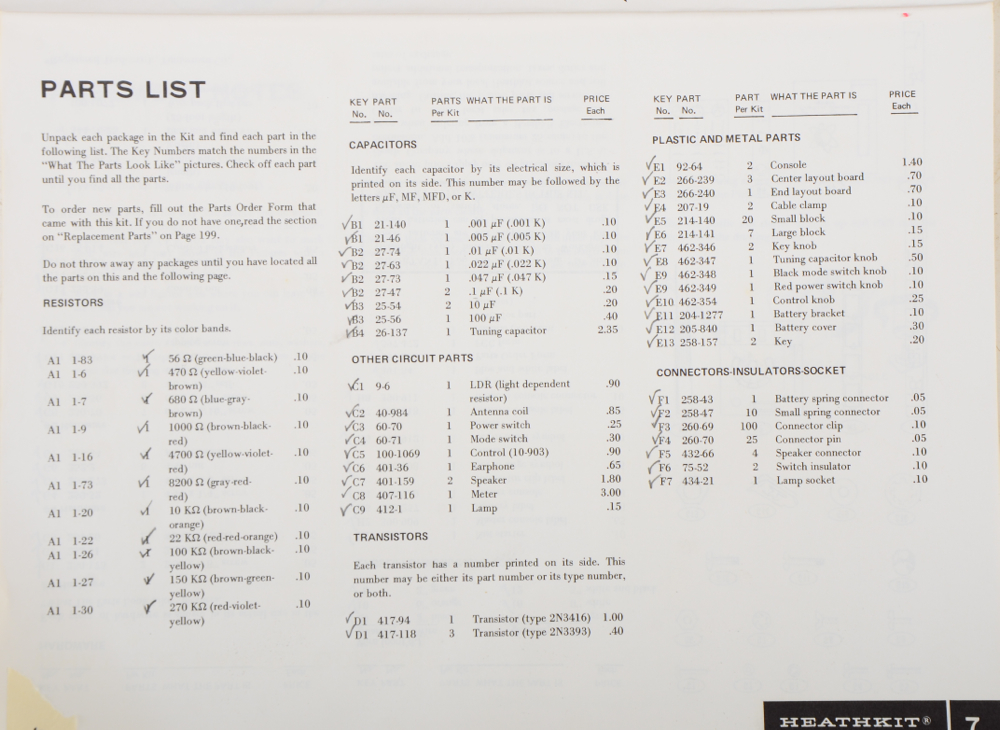 PARTS LIST
Unpack each package in the Kit and find each part in the
following list. The Key Numbers match the numbers in the
"What The Parts Look Like" pictures. Check off each part
until you find all the parts.
To order new parts, fill out the Parts Order Form that
came with this kit. If you do not have one,read the section
on "Replacement Parts" on Page 199.
Do not throw away any packages until you have located all
the parts on this and the following page.
RESISTORS
Identify each resistor by its color bands.
A1 1-83 √1 56 Ω (green-blue-black) .10
A1 1-6 √1 470 Ω (yellow-violet- .10
brown)
A1 1-7 √1 680 Ω (blue-gray- .10
brown)
A1 1-9 √1 1000 Ω (brown-black- .10
red)
A1 1-16 √1 4700 Ω (yellow-violet- .10
red)
A1 1-73 √1 8200 Ω (gray-red- .10
red)
A1 1-20 √1 10 KΩ (brown-black- .10
orange)
A1 1-22 √1 22 KΩ (red-red-orange) .10
A1 1-26 √1 100 KΩ (brown-black- .10
yellow)
A1 1-27 √1 150 KΩ (brown-green- .10
yellow)
A1 1-30 √1 270 KΩ (red-violet- .10
yellow)
KEY PART PARTS WHAT THE PART IS PRICE
No. No. Per Kit Each
CAPACITORS
Identify each capacitor by its electrical size, which is
printed on its side. This number may be followed by the
letters μF, MF, MFD, or K.
√B1 21-140 1 .001 μF (.001 K) .10
√B1 21-46 1 .005 μF (.005 K) .10
√B2 27-74 1 .01 μF (.01 K) .10
√B2 27-63 1 .022 μF (.022 K) .10
√B2 27-73 1 .047 μF (.047 K) .15
√B2 27-47 2 .1 μF (.1 K) .20
√B3 25-54 2 10 μF .20
√B3 25-56 1 100 μF .40
√B4 26-137 1 Tuning capacitor 2.35
OTHER CIRCUIT PARTS
√C1 9-6 1 LDR (light dependent .90
resistor)
√C2 40-984 1 Antenna coil .85
√C3 60-70 1 Power switch .25
√C4 60-71 1 Mode switch .30
√C5 100-1069 1 Control (10-903) .90
√C6 401-36 1 Earphone .65
√C7 401-159 2 Speaker 1.80
√C8 407-116 1 Meter 3.00
√C9 412-1 1 Lamp .15
TRANSISTORS
Each transistor has a number printed on its side. This
number may be either its part number or its type number,
or both.
√D1 417-94 1 Transistor (type 2N3416) 1.00
√D1 417-118 3 Transistor (type 2N3393) .40
KEY PART PART WHAT THE PART IS PRICE
No. No. Per Kit Each
PLASTIC AND METAL PARTS
√E1 92-64 2 Console 1.40
√E2 266-239 3 Center layout board .70
√E3 266-240 1 End layout board .70
√E4 207-19 2 Cable clamp .10
√E5 214-140 20 Small block .10
√E6 214-141 7 Large block .15
√E7 462-346 2 Key knob .15
√E8 462-347 1 Tuning capacitor knob .50
√E9 462-348 1 Black mode switch knob .10
√E9 462-349 1 Red power switch knob .10
√E10 462-354 1 Control knob .25
√E11 204-1277 1 Battery bracket .10
√E12 205-840 1 Battery cover .30
√E13 258-157 2 Key .20
CONNECTORS-INSULATORS-SOCKET
√F1 258-43 1 Battery spring connector .05
√F2 258-47 10 Small spring connector .05
√F3 260-69 100 Connector clip .10
√F4 260-70 25 Connector pin .05
√F5 432-66 4 Speaker connector .10
√F6 75-52 2 Switch insulator .10
√F7 434-21 1 Lamp socket .10
HEATHKIT® 7